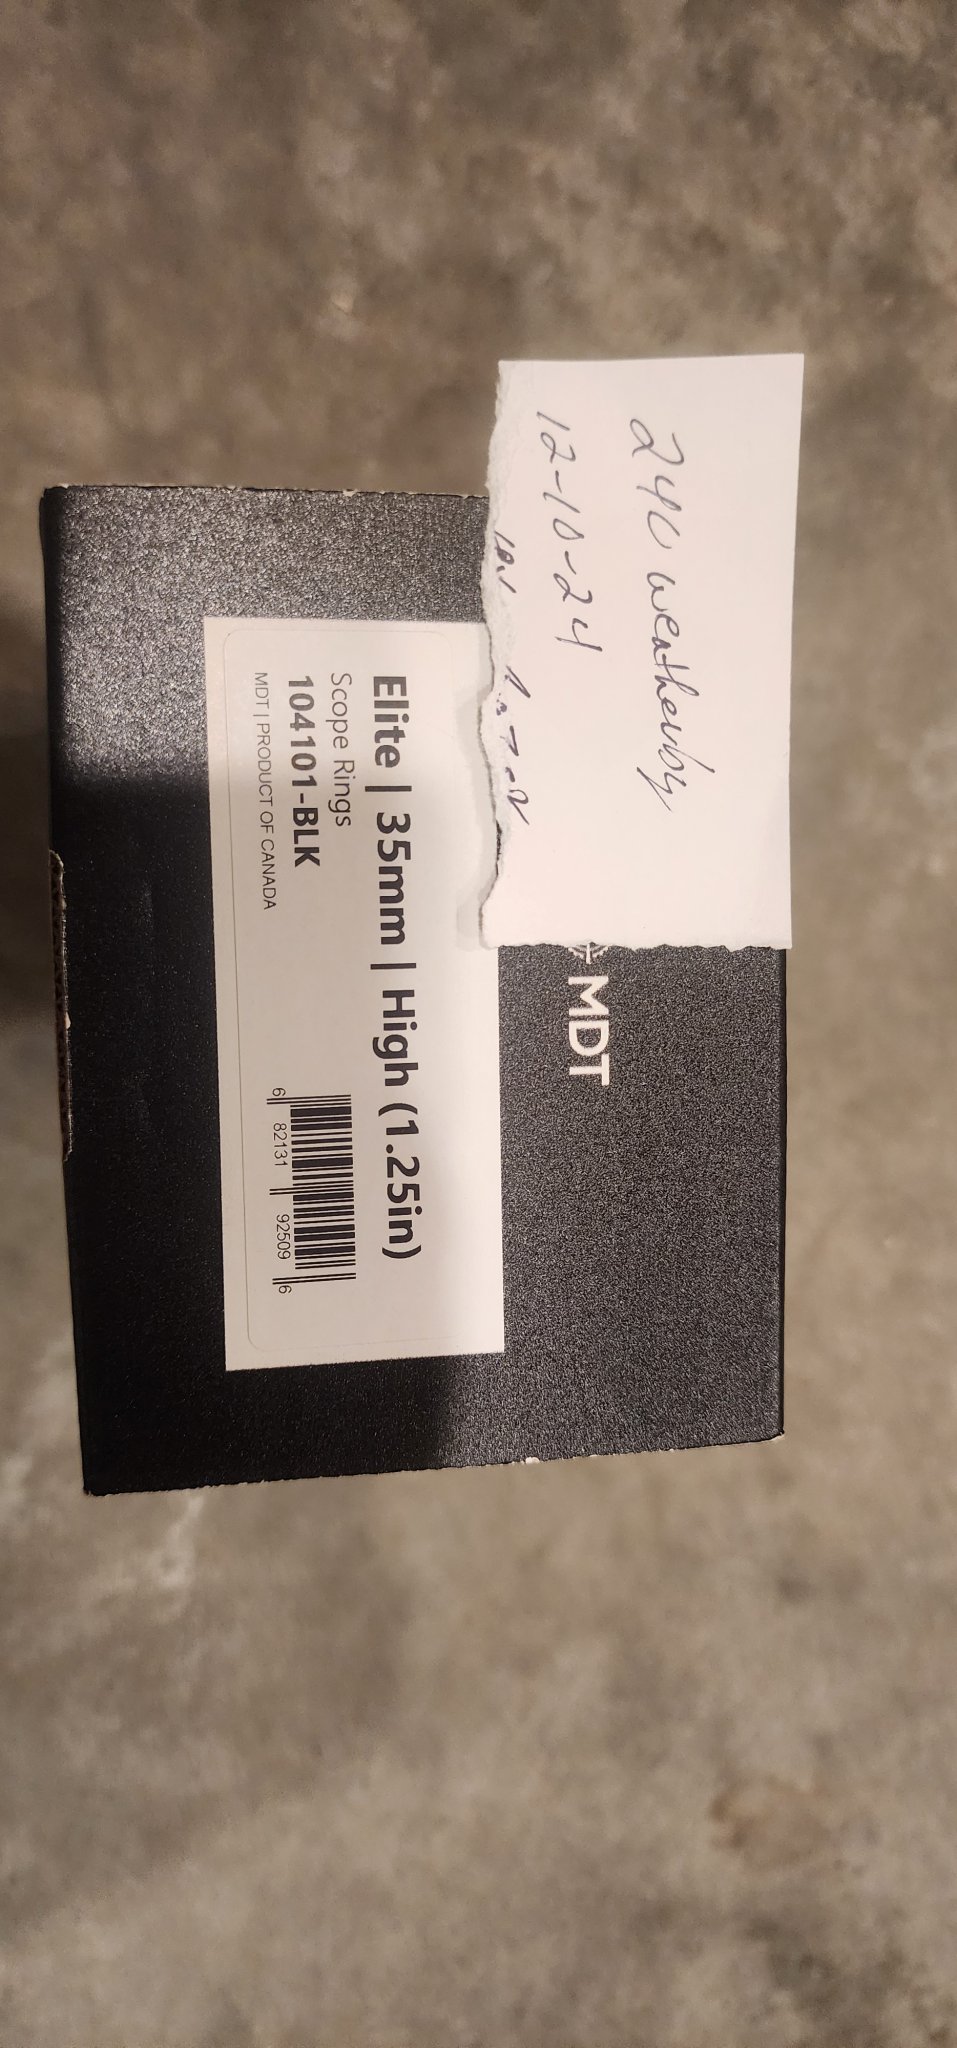 240 weatherby
12-10-24
MDT
Elite | 35mm | High (1.25in)
Scope Rings
104101-BLK
MDT | PRODUCT OF CANADA
6 82131 92509 6